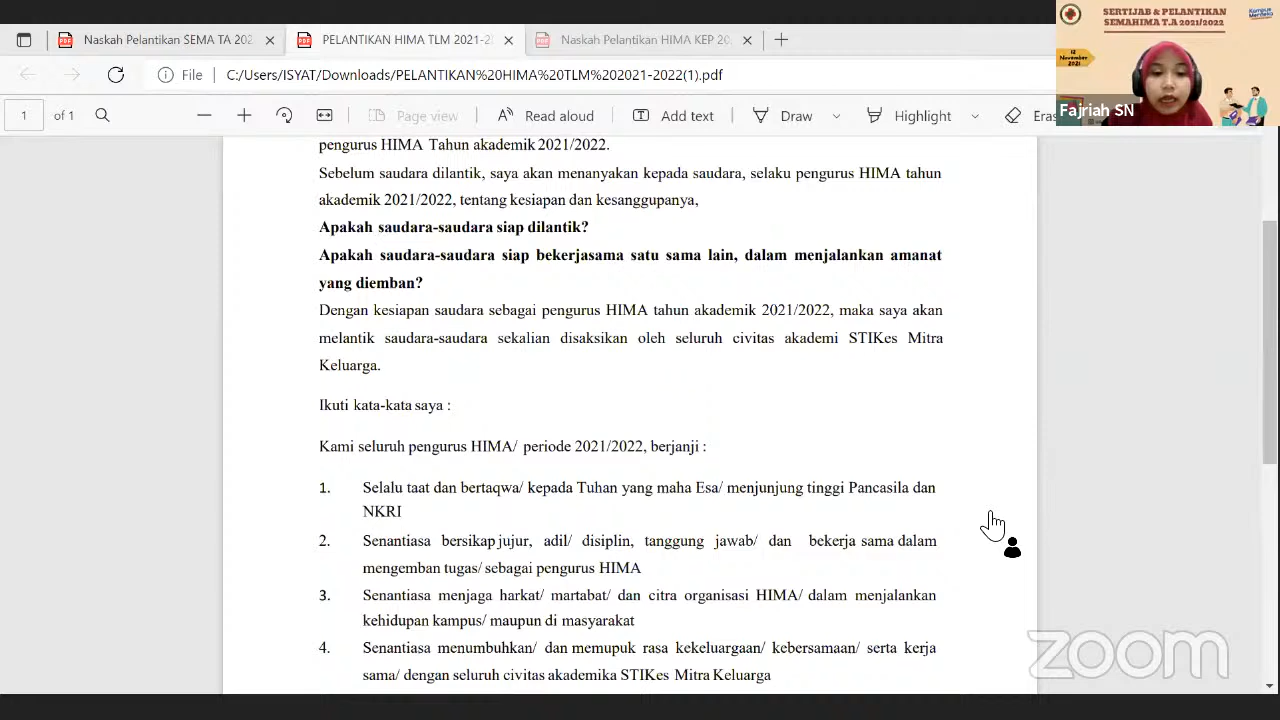 SERTIJAB & PELANTIKAN
SEMAHIMA T.A 2021/2022
Kampus
Merdeka
12
November
2021
Fajriah SN
Naskah Pelantikan SEMA TA 202
PELANTIKAN HIMA TLM 2021-2
Naskah Pelantikan HIMA KEP 20
File
C:/Users/ISYAT/Downloads/PELANTIKAN%20HIMA%20TLM%202021-2022(1).pdf
1 of 1
Page view
Read aloud
Add text
Draw
Highlight
Eras
pengurus HIMA Tahun akademik 2021/2022.
Sebelum saudara dilantik, saya akan menanyakan kepada saudara, selaku pengurus HIMA tahun
akademik 2021/2022, tentang kesiapan dan kesanggupanya,
Apakah saudara-saudara siap dilantik?
Apakah saudara-saudara siap bekerjasama satu sama lain, dalam menjalankan amanat
yang diemban?
Dengan kesiapan saudara sebagai pengurus HIMA tahun akademik 2021/2022, maka saya akan
melantik saudara-saudara sekalian disaksikan oleh seluruh civitas akademi STIKes Mitra
Keluarga.
Ikuti kata-kata saya :
Kami seluruh pengurus HIMA/ periode 2021/2022, berjanji :
1. Selalu taat dan bertaqwa/ kepada Tuhan yang maha Esa/ menjunjung tinggi Pancasila dan
NKRI
2. Senantiasa bersikap jujur, adil/ disiplin, tanggung jawab/ dan bekerja sama dalam
mengemban tugas/ sebagai pengurus HIMA
3. Senantiasa menjaga harkat/ martabat/ dan citra organisasi HIMA/ dalam menjalankan
kehidupan kampus/ maupun di masyarakat
4. Senantiasa menumbuhkan/ dan memupuk rasa kekeluargaan/ kebersamaan/ serta kerja
sama/ dengan seluruh civitas akademika STIKes Mitra Keluarga
zoom